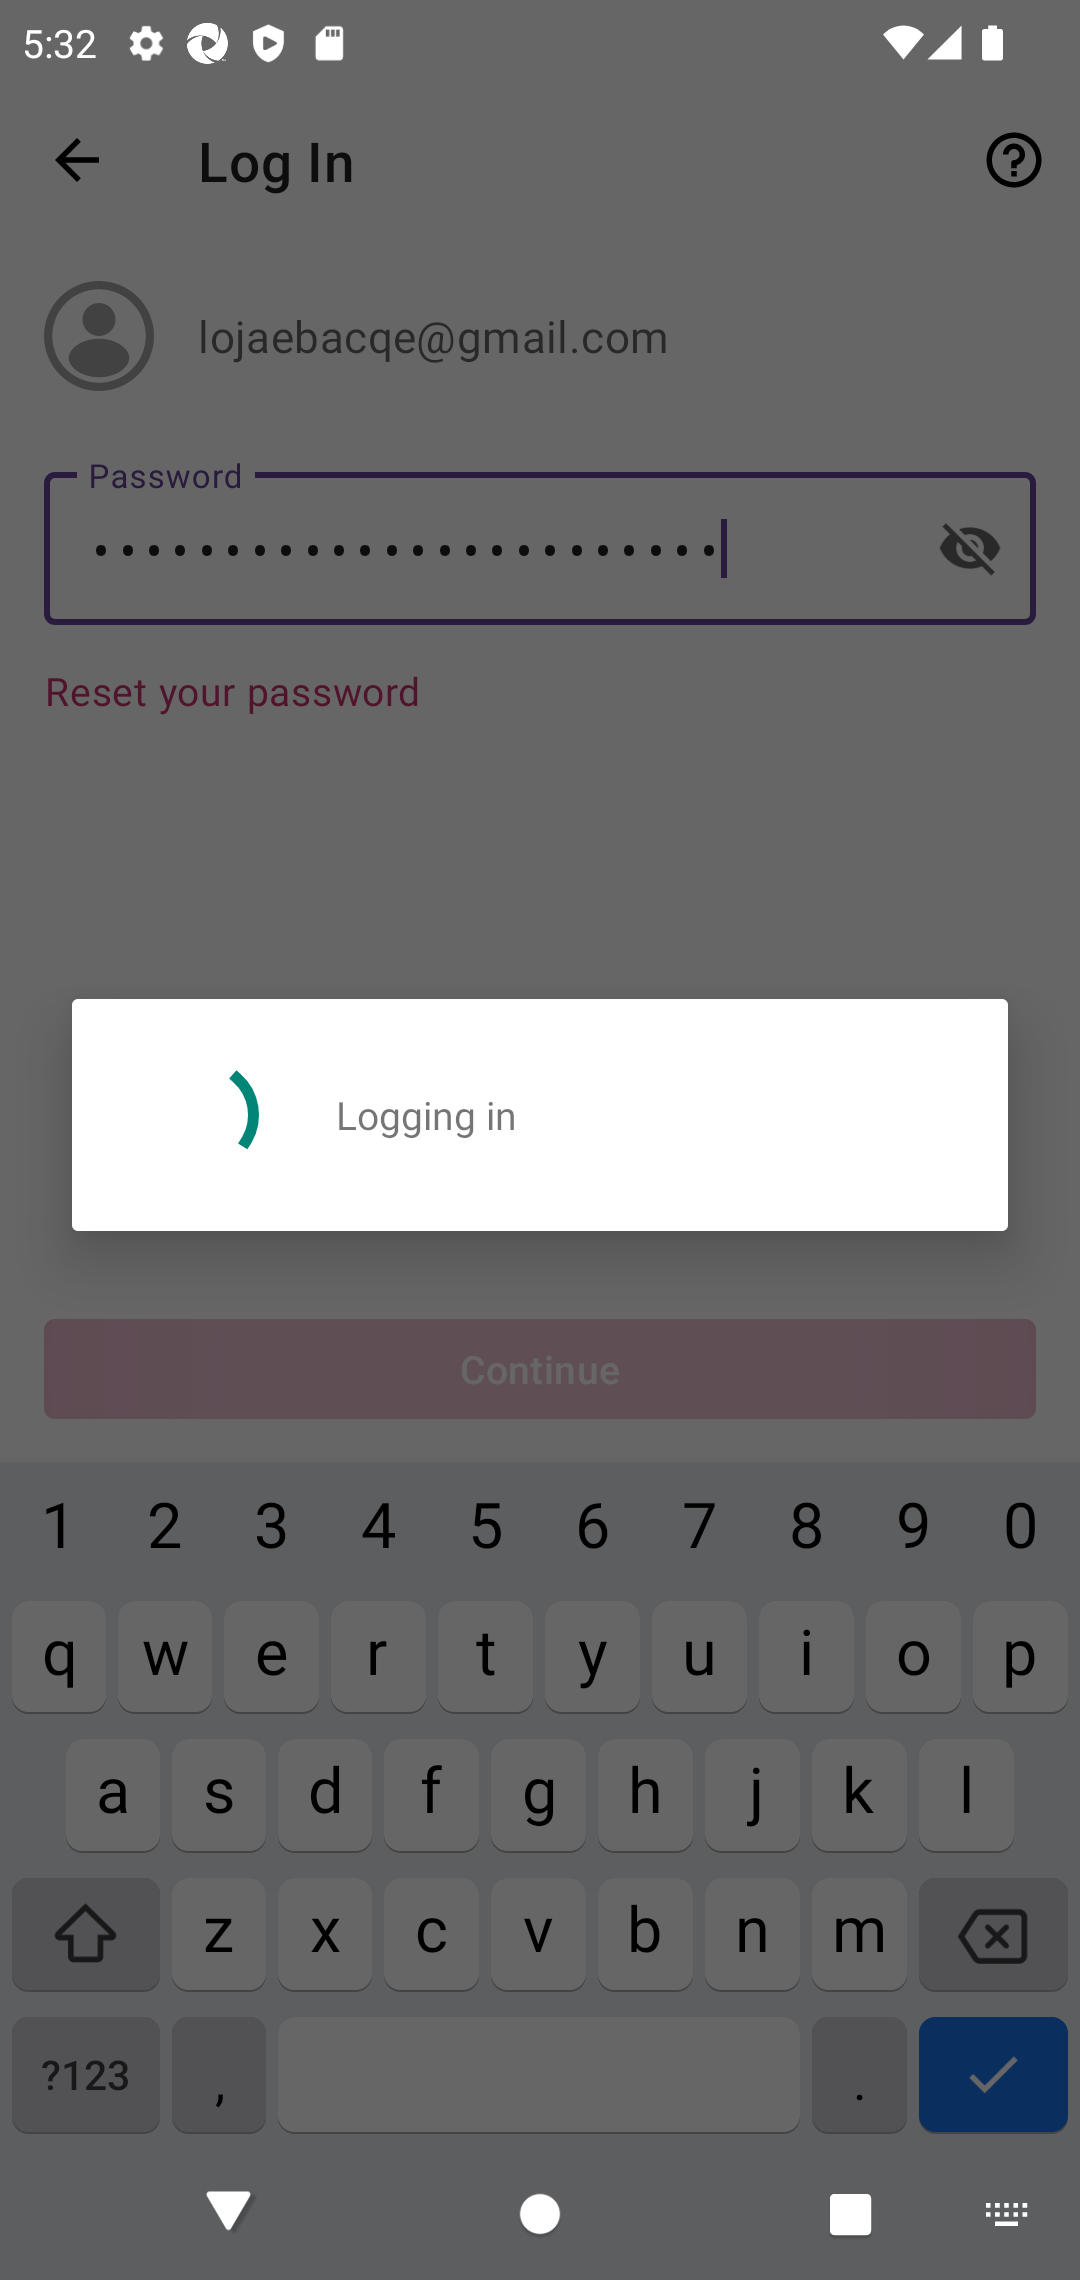 5:32
Log In
lojaebacqe@gmail.com
Password
••••••••••••••••••••••••
Reset your password
Logging in
Continue
1 2 3 4 5 6 7 8 9 0
q w e r t y u i o p
a s d f g h j k l
z x c v b n m
?123 , .